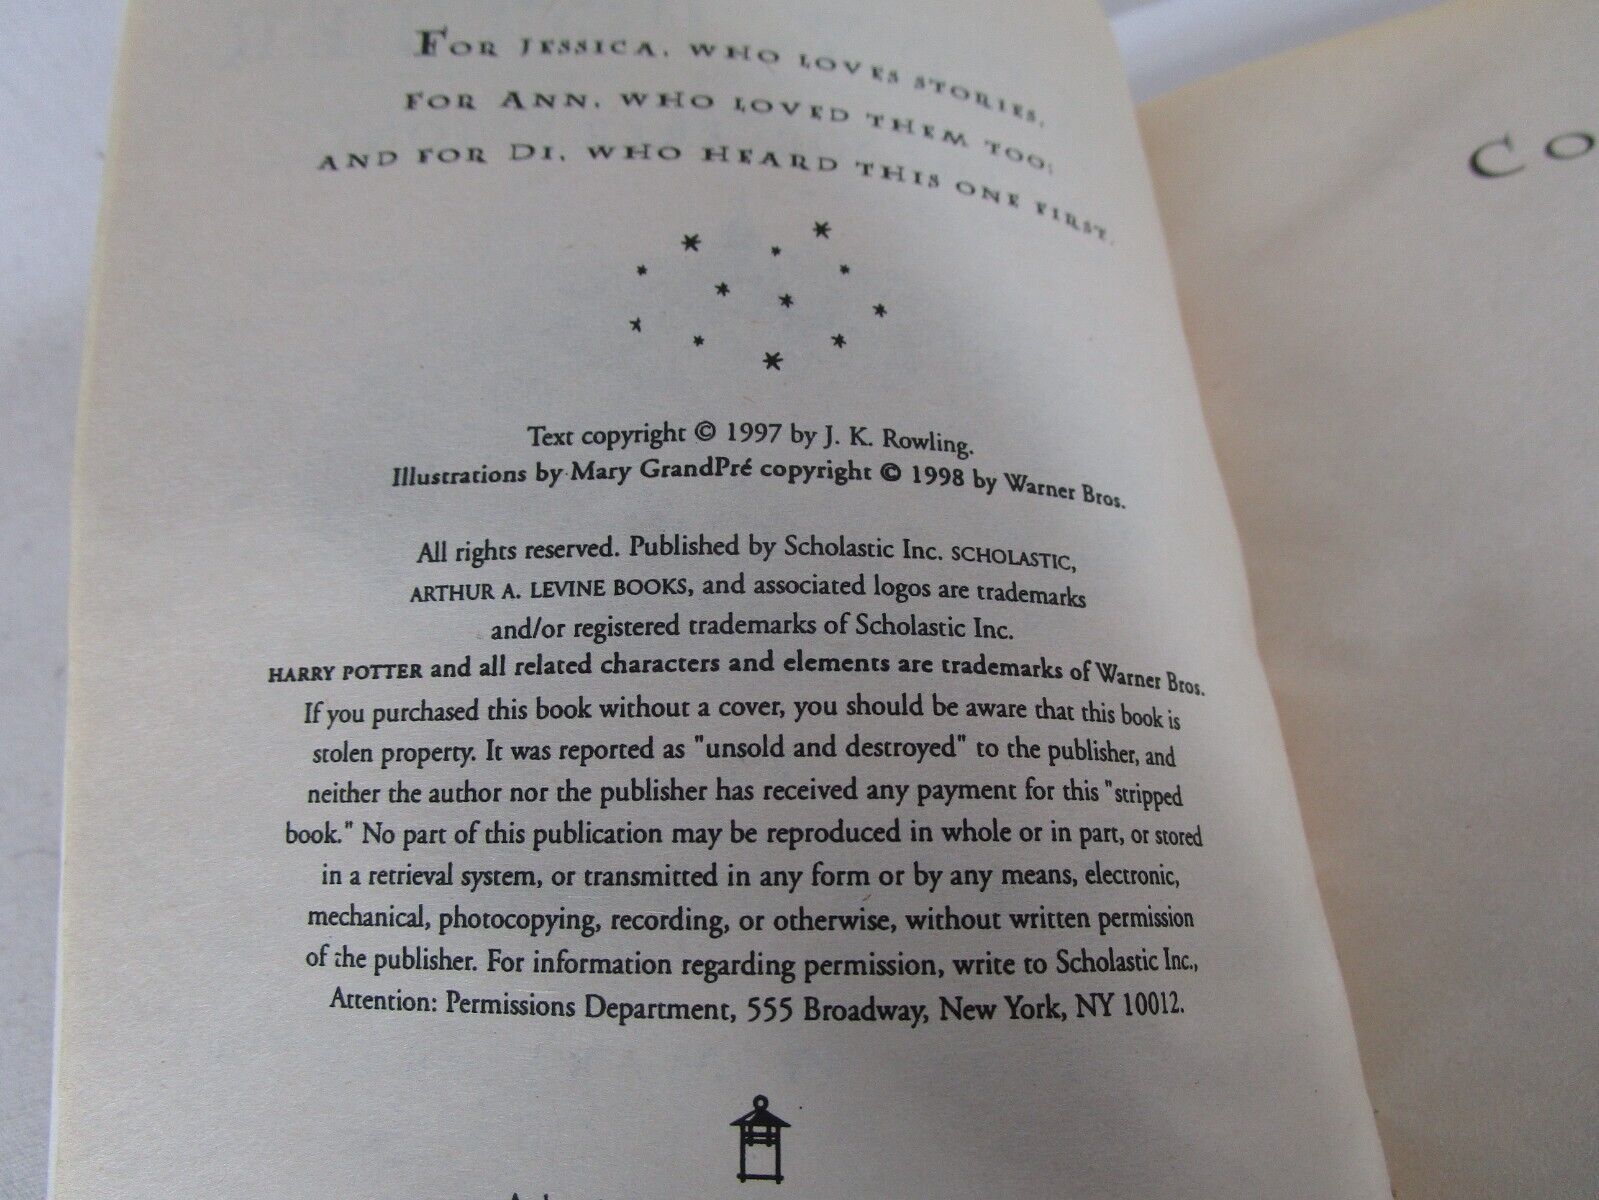 FOR JESSICA, WHO LOVES STORIES,
FOR ANN, WHO LOVED THEM TOO;
AND FOR DI, WHO HEARD THIS ONE FIRST.
Text copyright © 1997 by J. K. Rowling.
Illustrations by Mary GrandPré copyright © 1998 by Warner Bros.
All rights reserved. Published by Scholastic Inc. SCHOLASTIC,
ARTHUR A. LEVINE BOOKS, and associated logos are trademarks
and/or registered trademarks of Scholastic Inc.
HARRY POTTER and all related characters and elements are trademarks of Warner Bros.
If you purchased this book without a cover, you should be aware that this book is
stolen property. It was reported as "unsold and destroyed" to the publisher, and
neither the author nor the publisher has received any payment for this "stripped
book." No part of this publication may be reproduced in whole or in part, or stored
in a retrieval system, or transmitted in any form or by any means, electronic,
mechanical, photocopying, recording, or otherwise, without written permission
of the publisher. For information regarding permission, write to Scholastic Inc.,
Attention: Permissions Department, 555 Broadway, New York, NY 10012.
CO